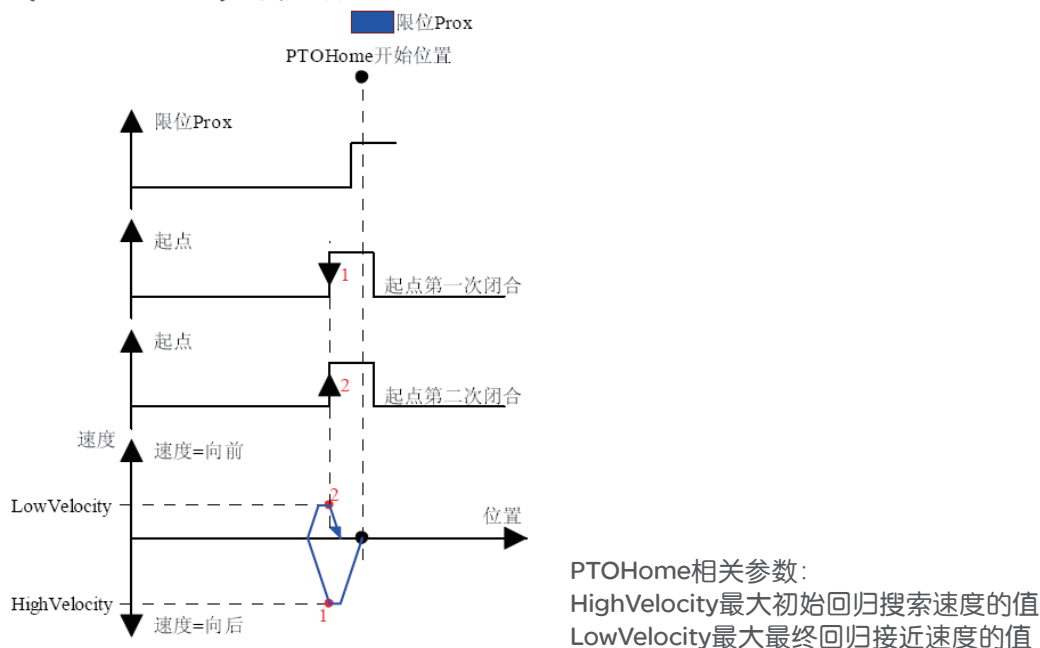 限位Prox
PTOHome开始位置
限位Prox
起点
1
起点第一次闭合
起点
2
起点第二次闭合
速度
速度=向前
LowVelocity
2
位置
HighVelocity
1
速度=向后
PTOHome相关参数:
HighVelocity最大初始回归搜索速度的值
LowVelocity最大最终回归接近速度的值